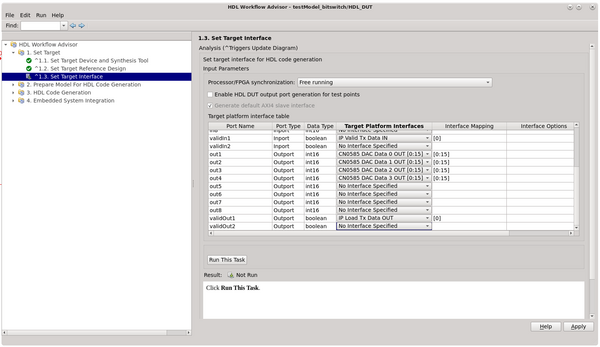 HDL Workflow Advisor - testModel_bitswitch/HDL_DUT
File Edit Run Help
Find:
HDL Workflow Advisor
1. Set Target
^1.1. Set Target Device and Synthesis Tool
^1.2. Set Target Reference Design
^1.3. Set Target Interface
2. Prepare Model For HDL Code Generation
3. HDL Code Generation
4. Embedded System Integration
1.3. Set Target Interface
Analysis (^Triggers Update Diagram)
Set target interface for HDL code generation
Input Parameters
Processor/FPGA synchronization: Free running
Enable HDL DUT output port generation for test points
Generate default AXI4 slave interface
Target platform interface table
Port Name Port Type Data Type Target Platform Interfaces Interface Mapping Interface Options
Inport int16 No Interface Specified
validIn1 Inport boolean IP Valid Tx Data IN [0]
validIn2 Inport boolean No Interface Specified
out1 Outport int16 CN0585 DAC Data 0 OUT [0:15] [0:15]
out2 Outport int16 CN0585 DAC Data 1 OUT [0:15] [0:15]
out3 Outport int16 CN0585 DAC Data 2 OUT [0:15] [0:15]
out4 Outport int16 CN0585 DAC Data 3 OUT [0:15] [0:15]
out5 Outport int16 No Interface Specified
out6 Outport int16 No Interface Specified
out7 Outport int16 No Interface Specified
out8 Outport int16 No Interface Specified
validOut1 Outport boolean IP Load Tx Data OUT [0]
validOut2 Outport boolean No Interface Specified
Run This Task
Result: Not Run
Click Run This Task.
Help Apply